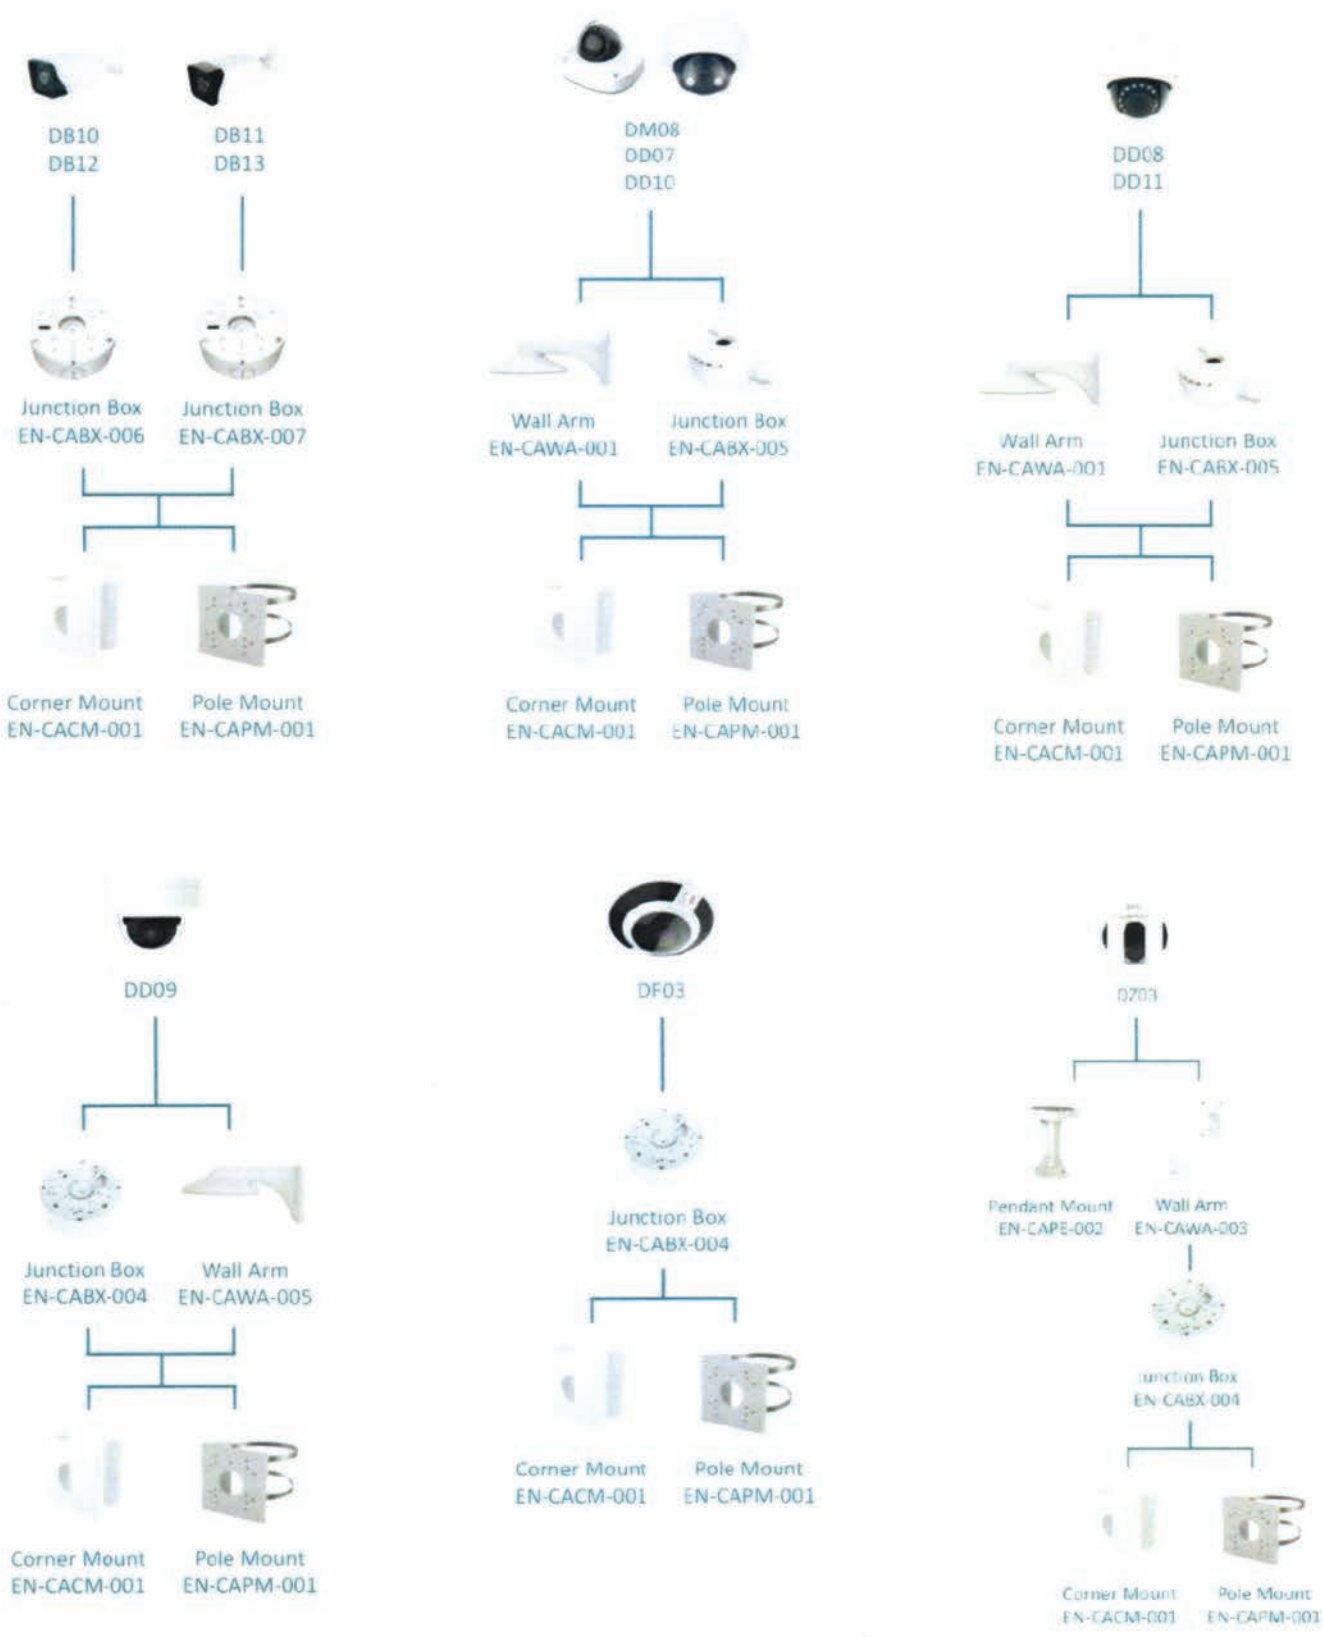 DB10
DB12
DB11
DB13
Junction Box
EN-CABX-006
Junction Box
EN-CABX-007
Corner Mount
EN-CACM-001
Pole Mount
EN-CAPM-001
DM08
DD07
DD10
Wall Arm
EN-CAWA-001
Junction Box
EN-CABX-005
Corner Mount
EN-CACM-001
Pole Mount
EN-CAPM-001
DD08
DD11
Wall Arm
EN-CAWA-001
Junction Box
EN-CABX-005
Corner Mount
EN-CACM-001
Pole Mount
EN-CAPM-001
DD09
Junction Box
EN-CABX-004
Wall Arm
EN-CAWA-005
Corner Mount
EN-CACM-001
Pole Mount
EN-CAPM-001
DF03
Junction Box
EN-CABX-004
Corner Mount
EN-CACM-001
Pole Mount
EN-CAPM-001
DZ03
Pendant Mount
EN-CAPE-002
Wall Arm
EN-CAWA-003
Junction Box
EN-CABX-004
Corner Mount
EN-CACM-001
Pole Mount
EN-CAPM-001